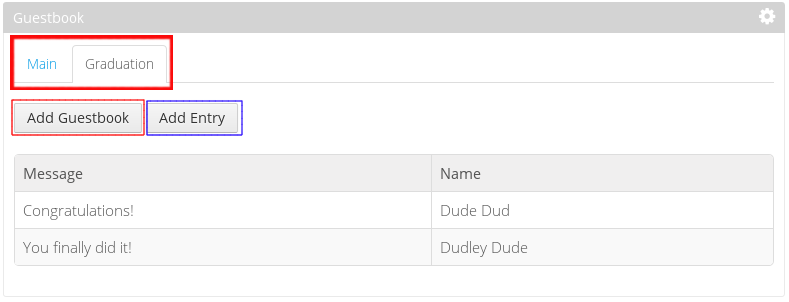 Guestbook
Main Graduation
Add Guestbook Add Entry
Message Name
Congratulations! Dude Dud
You finally did it! Dudley Dude